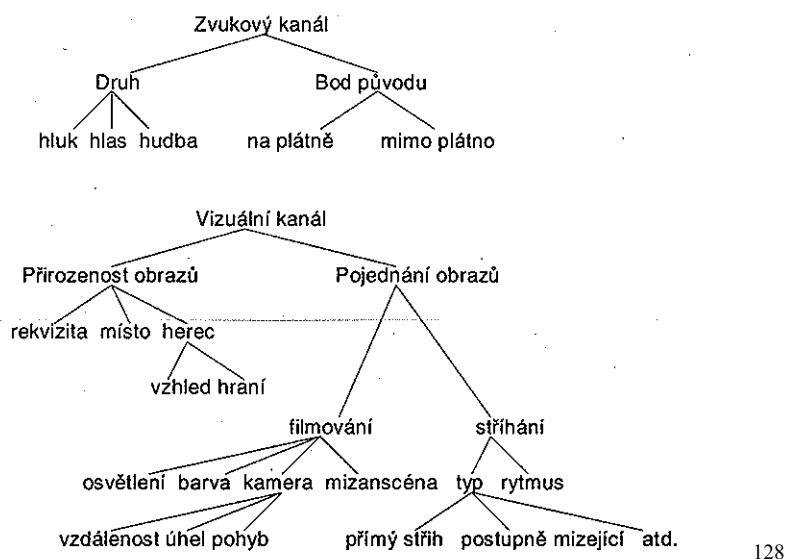 Zvukový kanál
Druh Bod původu
hluk hlas hudba na plátně mimo plátno
Vizuální kanál
Přirozenost obrazů Pojednání obrazů
rekvizita místo herec
vzhled hraní
filmování stříhání
osvětlení barva kamera mizanscéna typ rytmus
vzdálenost úhel pohyb přímý střih postupně mizející atd.
128